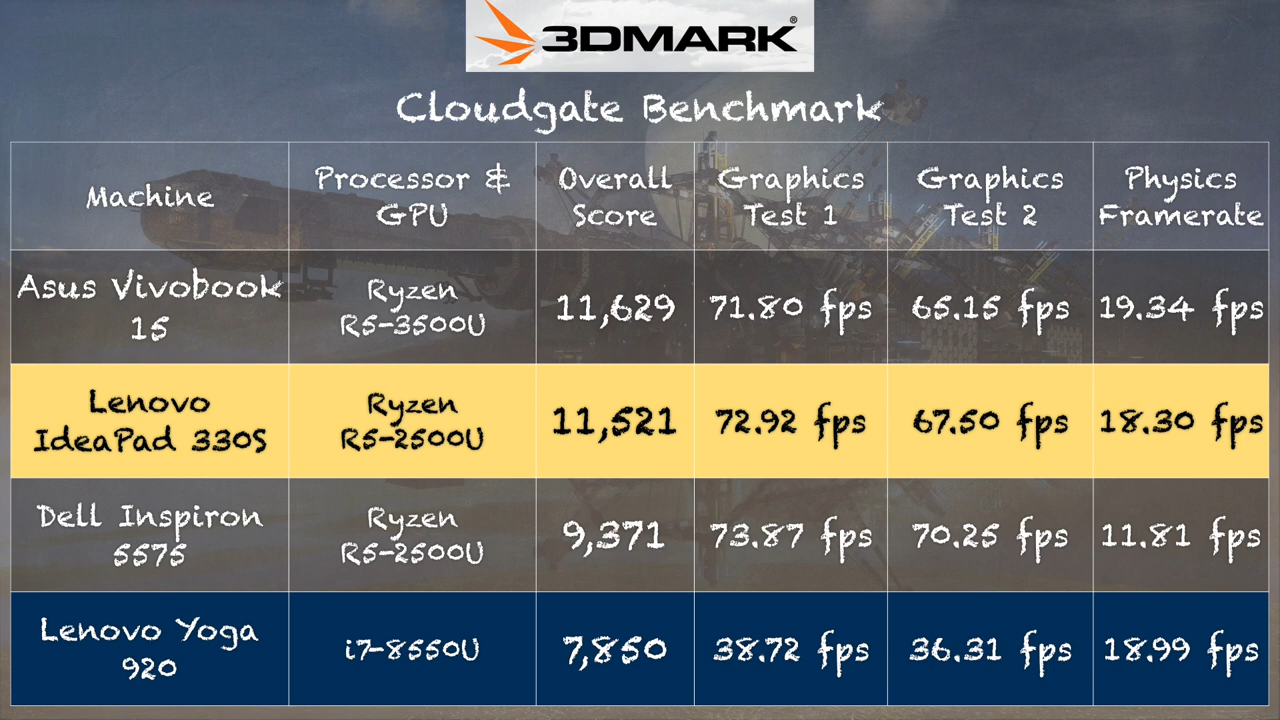 3DMARK®
Cloudgate Benchmark
Machine
Processor &
GPU
Overall
Score
Graphics
Test 1
Graphics
Test 2
Physics
Framerate
Asus Vivobook
15
Ryzen
R5-3500U
11,629
71.80 fps
65.15 fps
19.34 fps
Lenovo
IdeaPad 330S
Ryzen
R5-2500U
11,521
72.92 fps
67.50 fps
18.30 fps
Dell Inspiron
5575
Ryzen
R5-2500U
9,371
73.87 fps
70.25 fps
11.81 fps
Lenovo Yoga
920
i7-8550U
7,850
38.72 fps
36.31 fps
18.99 fps